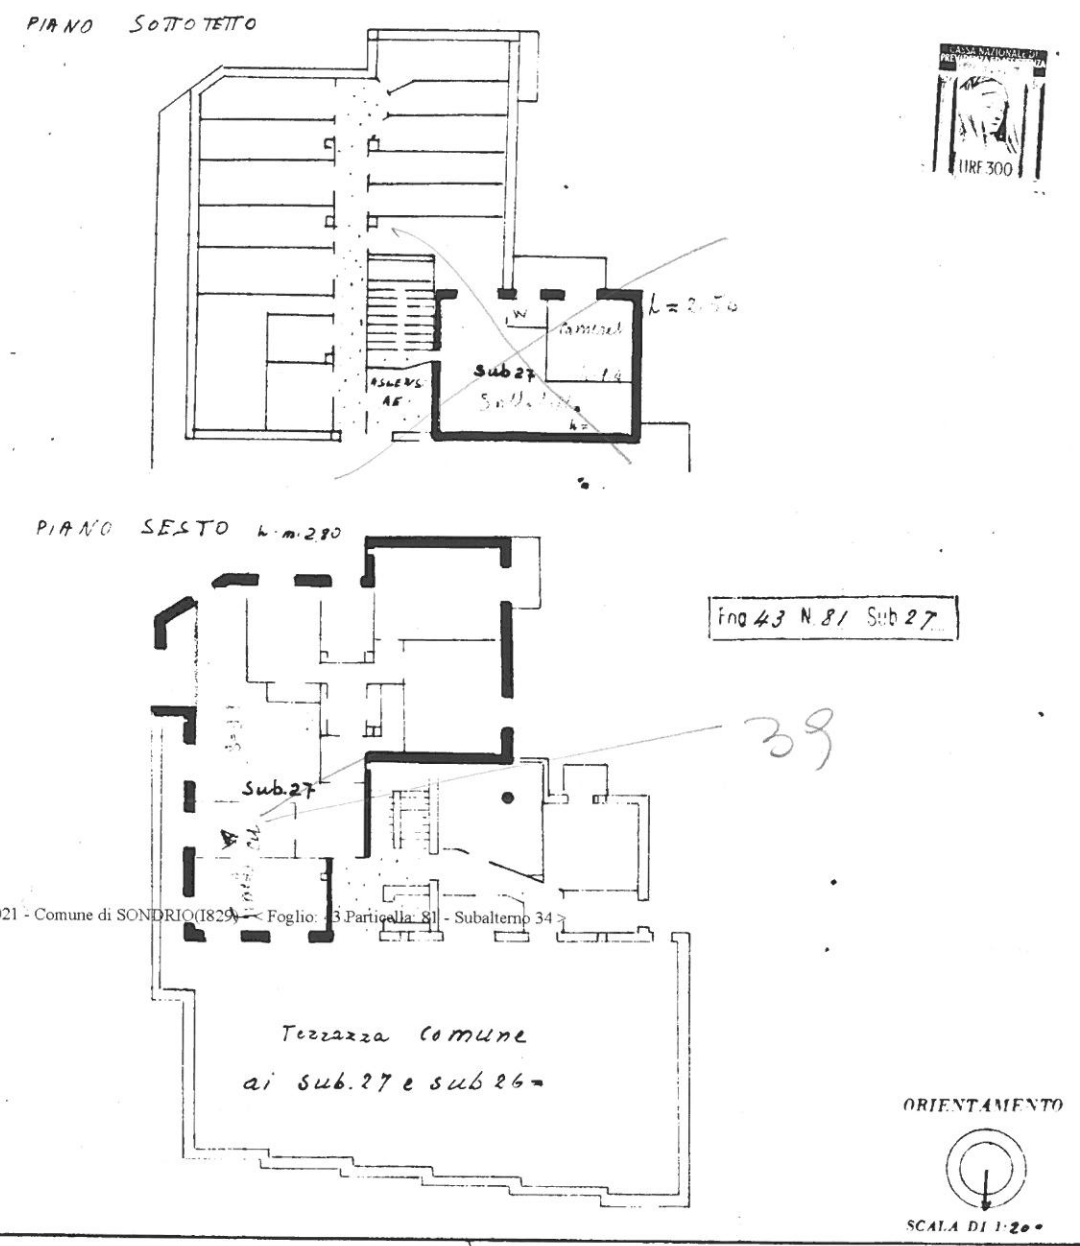 PIANO SOTTOTETTO
CASSA NAZIONALE DI
LIRE 300
h = 2.50
W
Sub 27
h =
PIANO SESTO h. m. 2.80
Fog 43 N. 81 Sub 27
39
Sub. 27
021 - Comune di SONDRIO(I829) - < Foglio: 43 Particella: 81 - Subalterno 34 >
Terrazza Comune
ai sub. 27 e sub 26 =
ORIENTAMENTO
SCALA DI 1:200